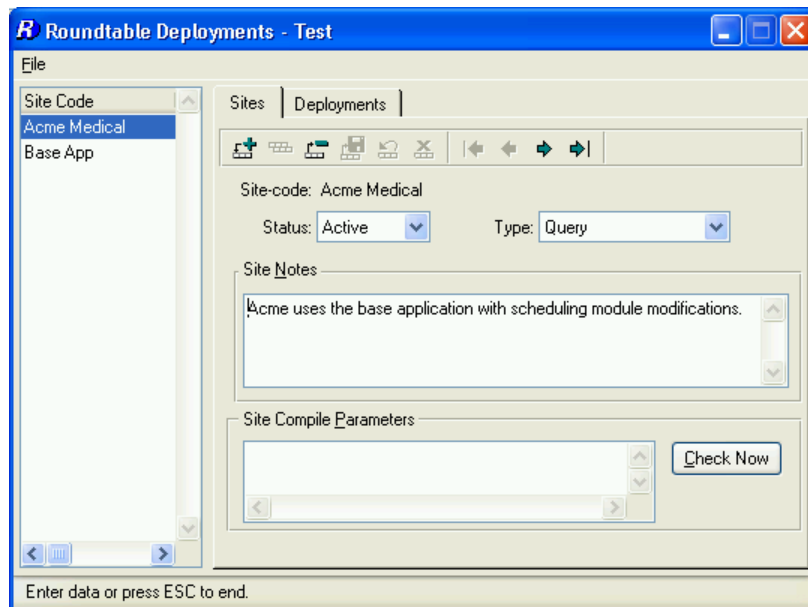 Roundtable Deployments - Test
File
Site Code
Acme Medical
Base App
Sites
Deployments
Site-code: Acme Medical
Status: Active
Type: Query
Site Notes
Acme uses the base application with scheduling module modifications.
Site Compile Parameters
Check Now
Enter data or press ESC to end.